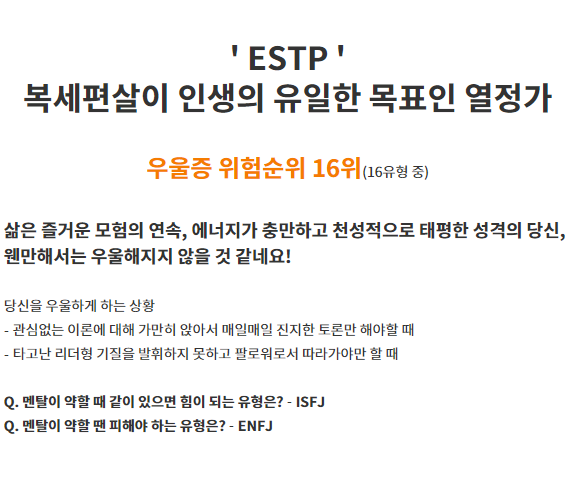 ' ESTP '
복세편살이 인생의 유일한 목표인 열정가
우울증 위험순위 16위(16유형 중)
삶은 즐거운 모험의 연속, 에너지가 충만하고 천성적으로 태평한 성격의 당신,
웬만해서는 우울해지지 않을 것 같네요!
당신을 우울하게 하는 상황
- 관심없는 이론에 대해 가만히 앉아서 매일매일 진지한 토론만 해야할 때
- 타고난 리더형 기질을 발휘하지 못하고 팔로워로서 따라가야만 할 때
Q. 멘탈이 약할 때 같이 있으면 힘이 되는 유형은? - ISFJ
Q. 멘탈이 약할 땐 피해야 하는 유형은? - ENFJ